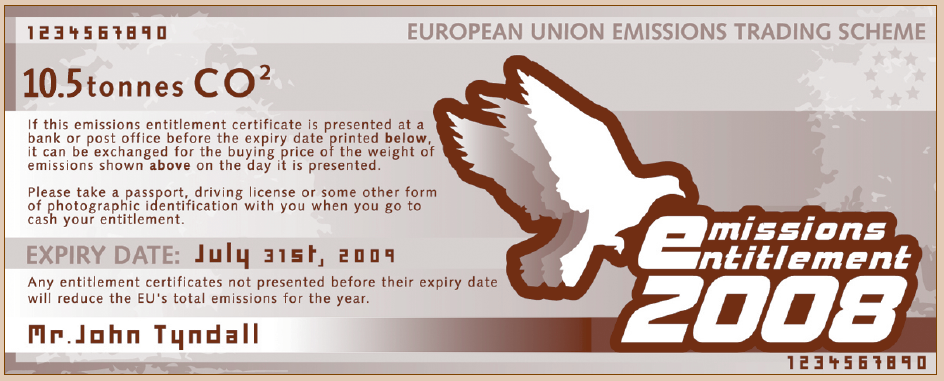 1234567890
EUROPEAN UNION EMISSIONS TRADING SCHEME
10.5tonnes CO²
If this emissions entitlement certificate is presented at a
bank or post office before the expiry date printed below,
it can be exchanged for the buying price of the weight of
emissions shown above on the day it is presented.
Please take a passport, driving license or some other form
of photographic identification with you when you go to
cash your entitlement.
EXPIRY DATE: July 31st, 2009
Any entitlement certificates not presented before their expiry date
will reduce the EU's total emissions for the year.
Mr.John Tyndall
emissions
entitlement
2008
1234567890